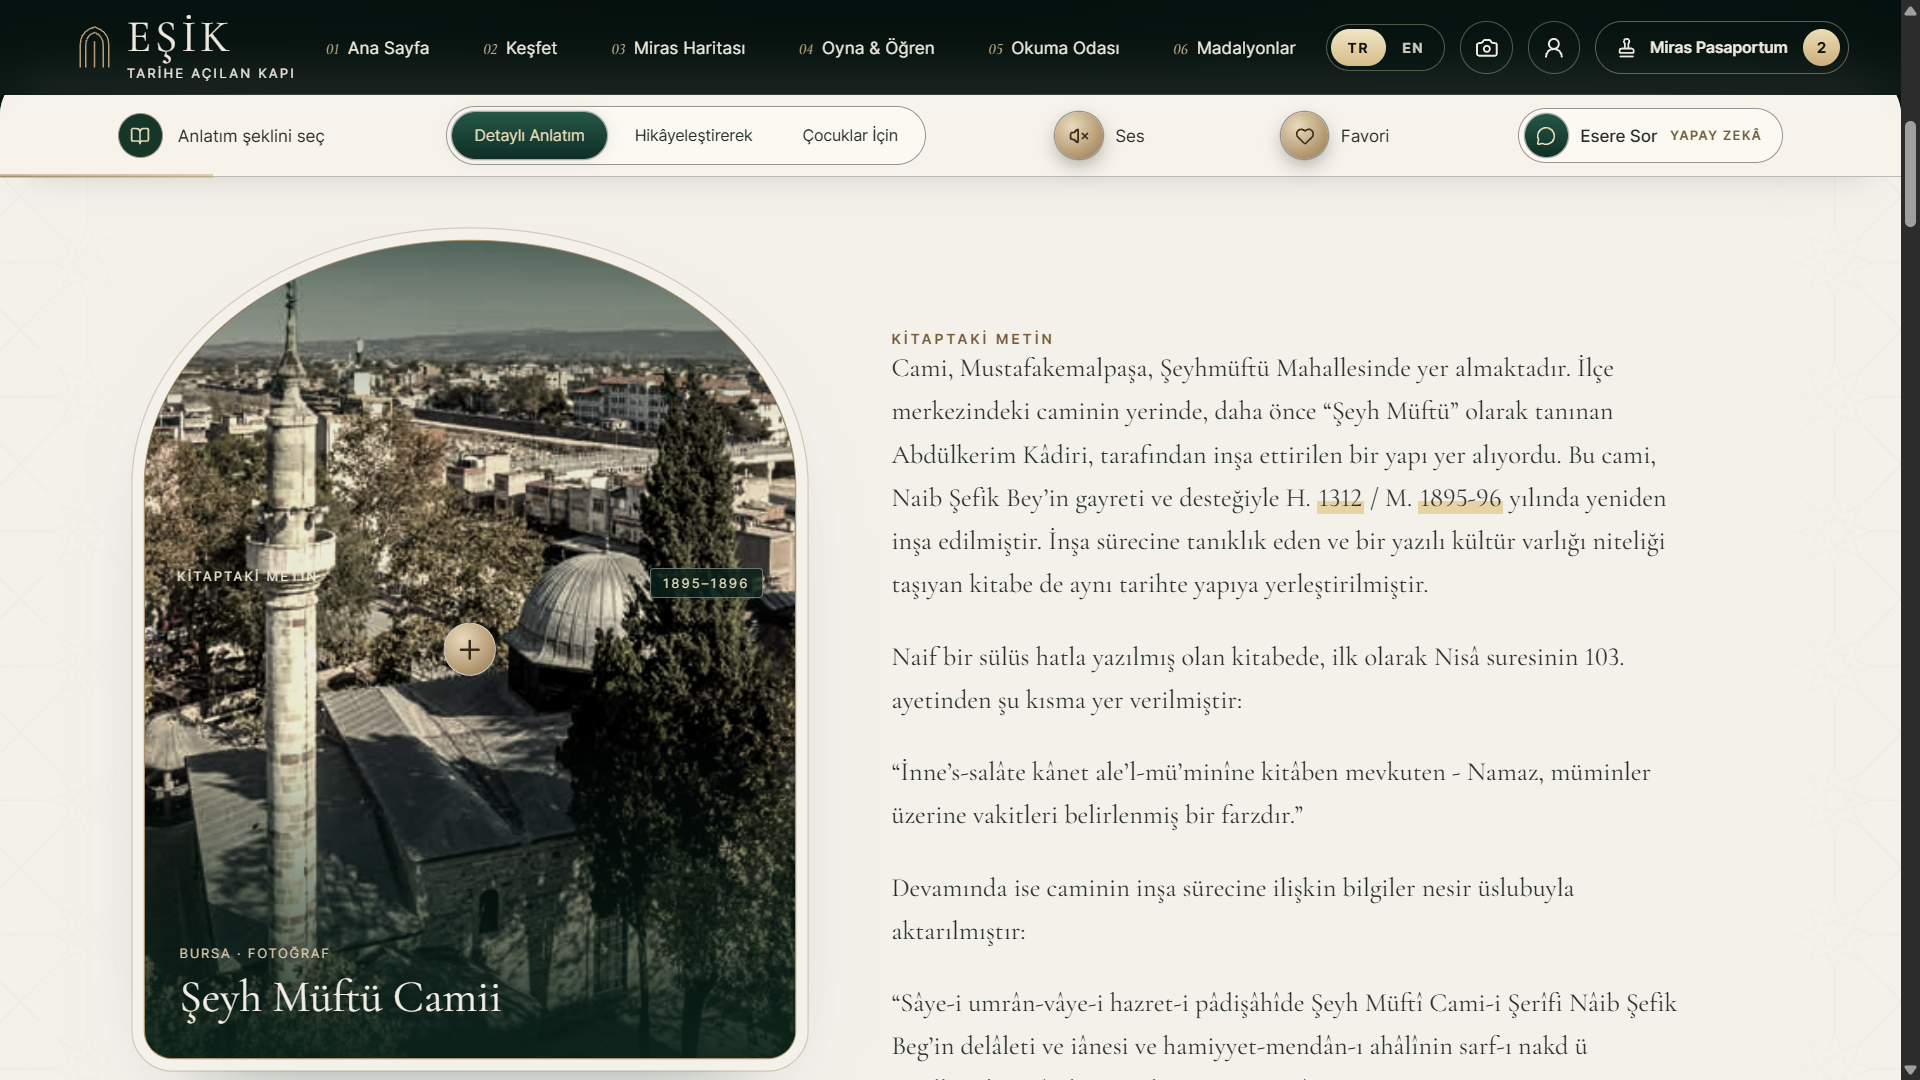 EŞİK
TARİHE AÇILAN KAPI
01 Ana Sayfa
02 Keşfet
03 Miras Haritası
04 Oyna & Öğren
05 Okuma Odası
06 Madalyonlar
TR EN
Miras Pasaportum 2
Anlatım şeklini seç
Detaylı Anlatım
Hikâyeleştirerek
Çocuklar İçin
Ses
Favori
Esere Sor YAPAY ZEKÂ
KİTAPTAKİ METİN
1895–1896
BURSA · FOTOĞRAF
Şeyh Müftü Camii
KİTAPTAKİ METİN
Cami, Mustafakemalpaşa, Şeyhmüftü Mahallesinde yer almaktadır. İlçe
merkezindeki caminin yerinde, daha önce “Şeyh Müftü” olarak tanınan
Abdülkerim Kâdiri, tarafından inşa ettirilen bir yapı yer alıyordu. Bu cami,
Naib Şefik Bey’in gayreti ve desteğiyle H. 1312 / M. 1895-96 yılında yeniden
inşa edilmiştir. İnşa sürecine tanıklık eden ve bir yazılı kültür varlığı niteliği
taşıyan kitabe de aynı tarihte yapıya yerleştirilmiştir.
Naif bir sülüs hatla yazılmış olan kitabede, ilk olarak Nisâ suresinin 103.
ayetinden şu kısma yer verilmiştir:
“İnne’s-salâte kânet ale’l-mü’minîne kitâben mevkuten - Namaz, müminler
üzerine vakitleri belirlenmiş bir farzdır.”
Devamında ise caminin inşa sürecine ilişkin bilgiler nesir üslubuyla
aktarılmıştır:
“Sâye-i umrân-vâye-i hazret-i pâdişâhîde Şeyh Müftî Cami-i Şerîfi Nâib Şefik
Beg’in delâleti ve iânesi ve hamiyyet-mendân-ı ahâlînin sarf-ı nakd ü